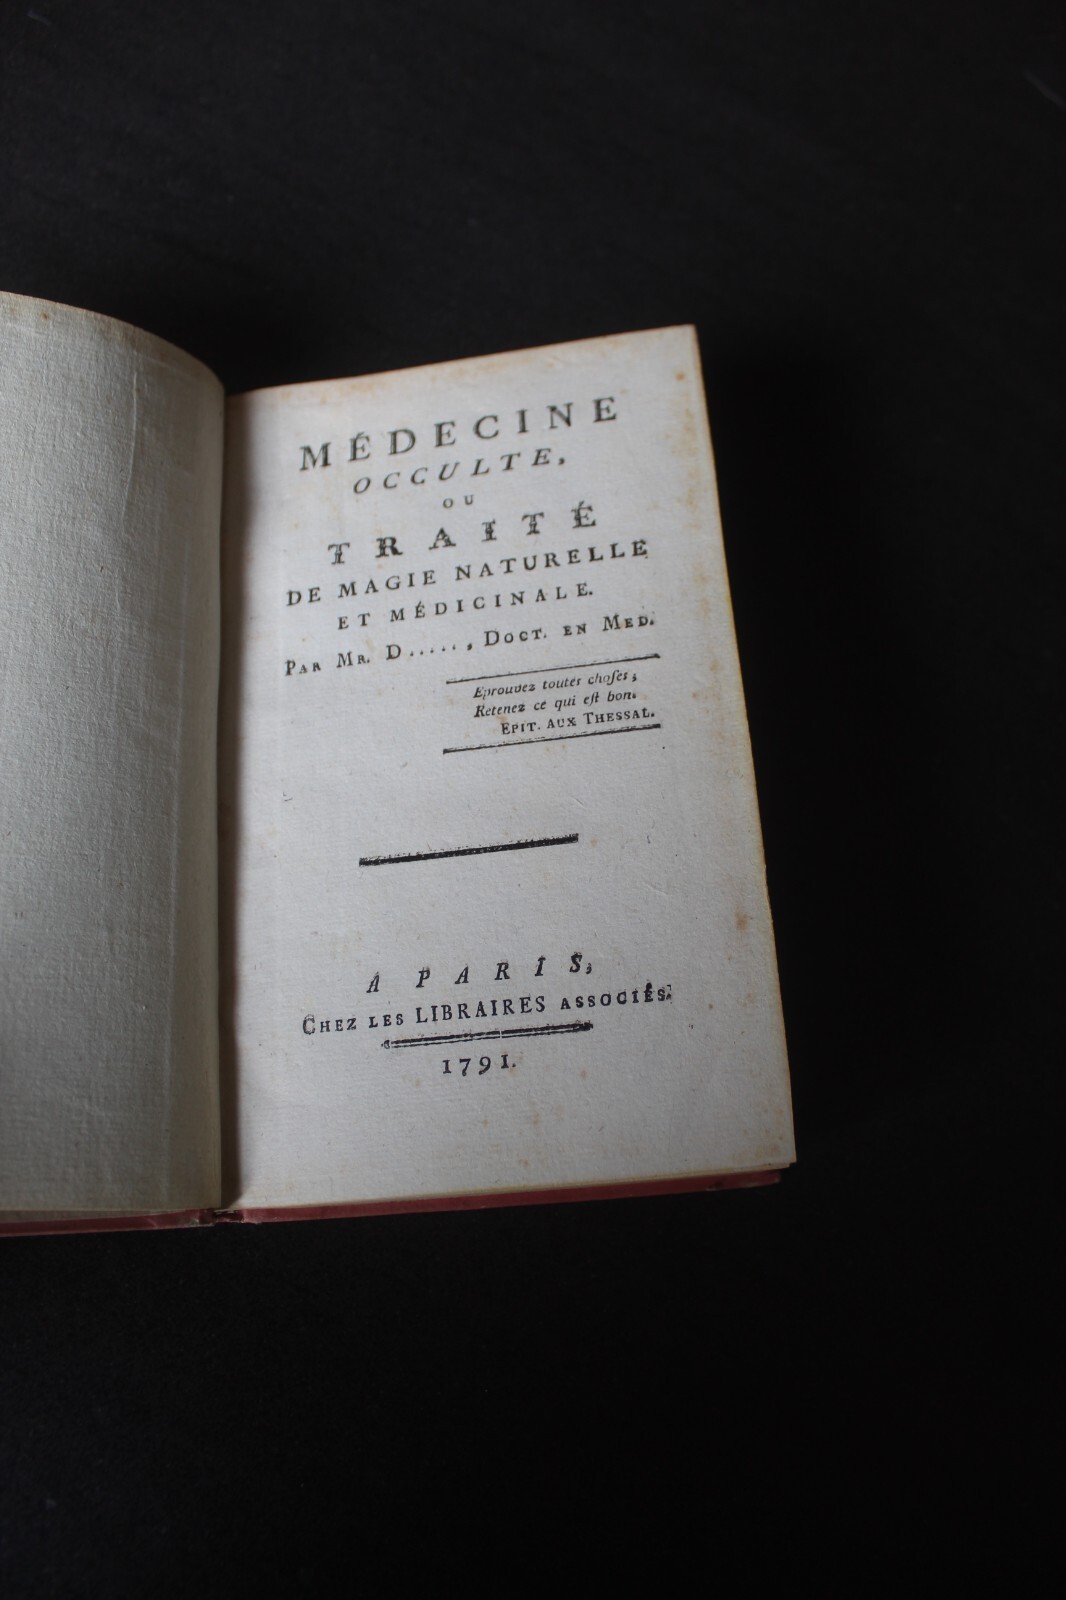 MÉDECINE
OCCULTE,
OU
TRAITÉ
DE MAGIE NATURELLE
ET MÉDICINALE.
PAR MR. D....., DOCT. EN MED.
Eprouvez toutes choſes;
Retenez ce qui eſt bon.
EPIT. AUX THESSAL.
A PARIS,
CHEZ LES LIBRAIRES ASSOCIÉS.
1791.